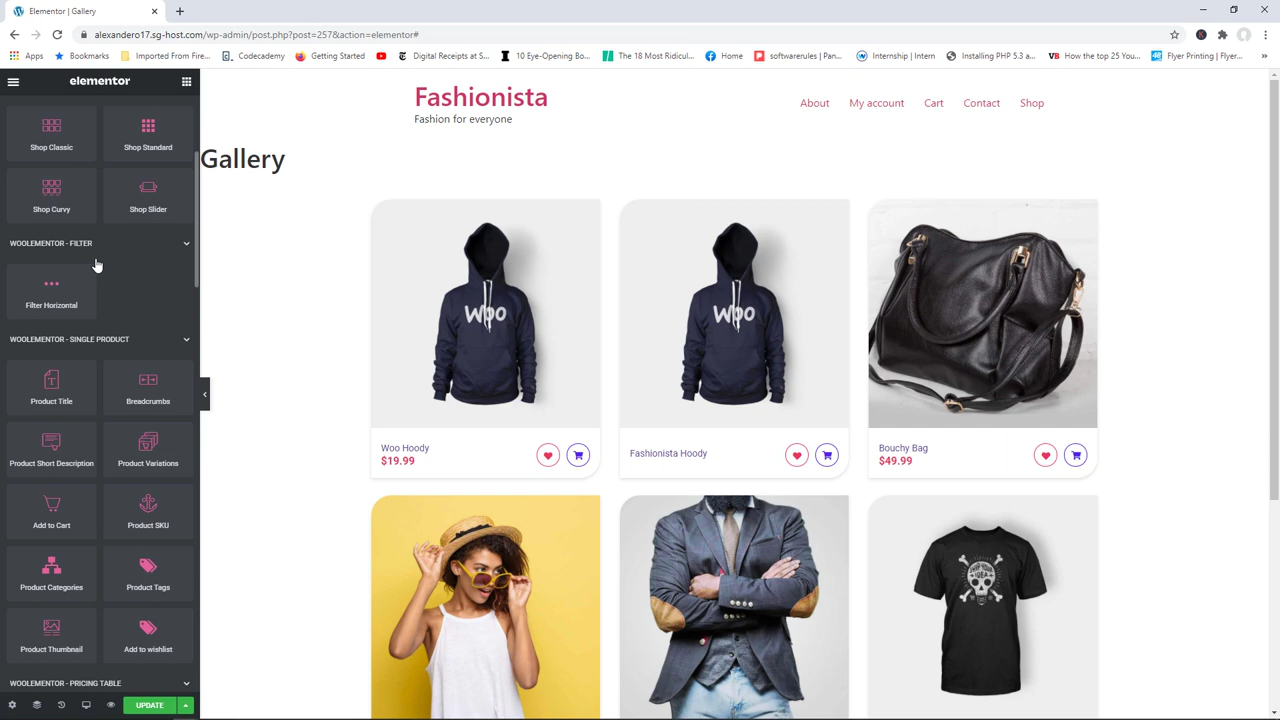 Elementor | Gallery
alexandero17.sg-host.com/wp-admin/post.php?post=257&action=elementor#
Apps
Bookmarks
Imported From Fire...
Codecademy
Getting Started
Digital Receipts at S...
10 Eye-Opening Bo...
The 18 Most Ridicul...
Home
softwarerules | Pan...
Internship | Intern
Installing PHP 5.3 a...
How the top 25 You...
Flyer Printing | Flyer...
elementor
Shop Classic
Shop Standard
Shop Curvy
Shop Slider
WOOLEMENTOR - FILTER
Filter Horizontal
WOOLEMENTOR - SINGLE PRODUCT
Product Title
Breadcrumbs
Product Short Description
Product Variations
Add to Cart
Product SKU
Product Categories
Product Tags
Product Thumbnail
Add to wishlist
WOOLEMENTOR - PRICING TABLE
UPDATE
Fashionista
Fashion for everyone
About
My account
Cart
Contact
Shop
Gallery
Woo
Woo
Woo Hoody
$19.99
Fashionista Hoody
Bouchy Bag
$49.99